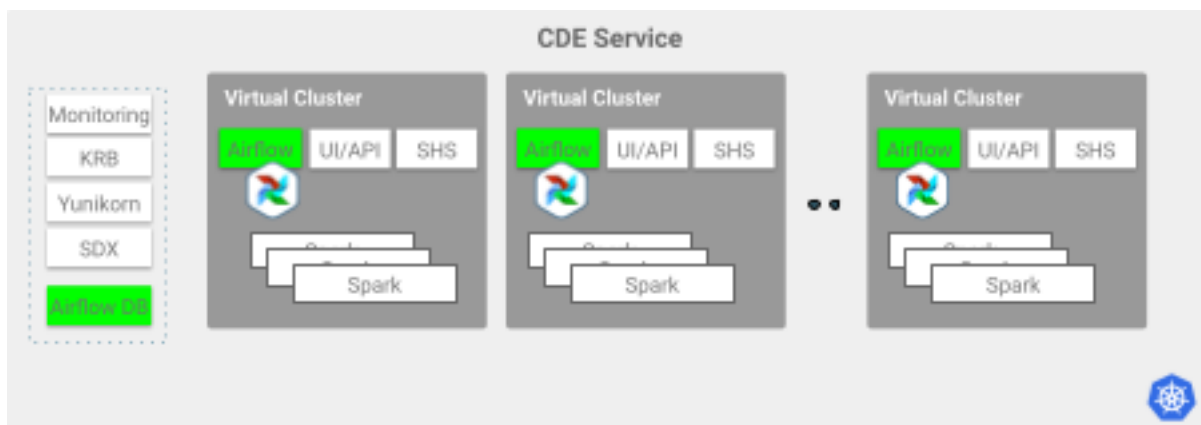 CDE Service
Monitoring
KRB
Yunikorn
SDX
Airflow DB
Virtual Cluster
Airflow UI/API SHS
Spark
Virtual Cluster
Airflow UI/API SHS
Spark
Virtual Cluster
Airflow UI/API SHS
Spark